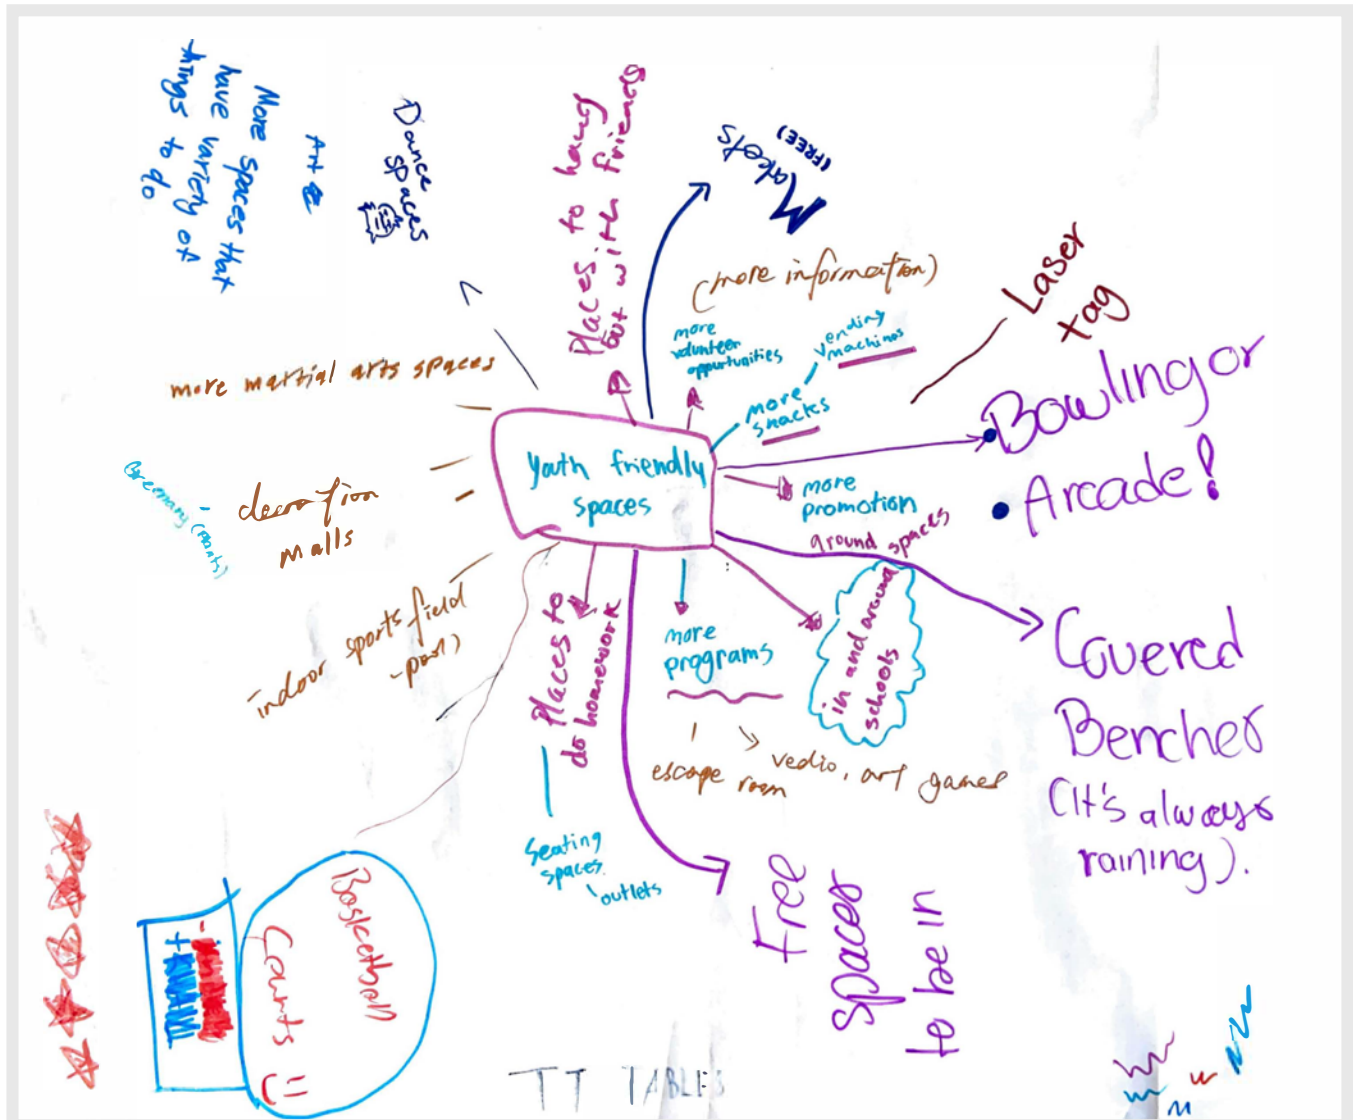 More spaces that
have variety of
things to do
Art
Dance
spaces
Places to hang
out with friends
Makets
(FREE)
(more information)
more
volunteer
oppurtunities
vending
machines
more
snacks
Laser
tag
Bowling or
Arcade!
more martial arts spaces
Youth friendly
spaces
more
promotion
ground spaces
in and around
schools
malls
indoor sports field
-pool)
Places to
do homework
more
programs
escape room
vedio, art games
Covered
Benches
(It's always
raining).
Seating
spaces
outlets
Free
spaces
to be in
Basketball
Courts
TT TABLES